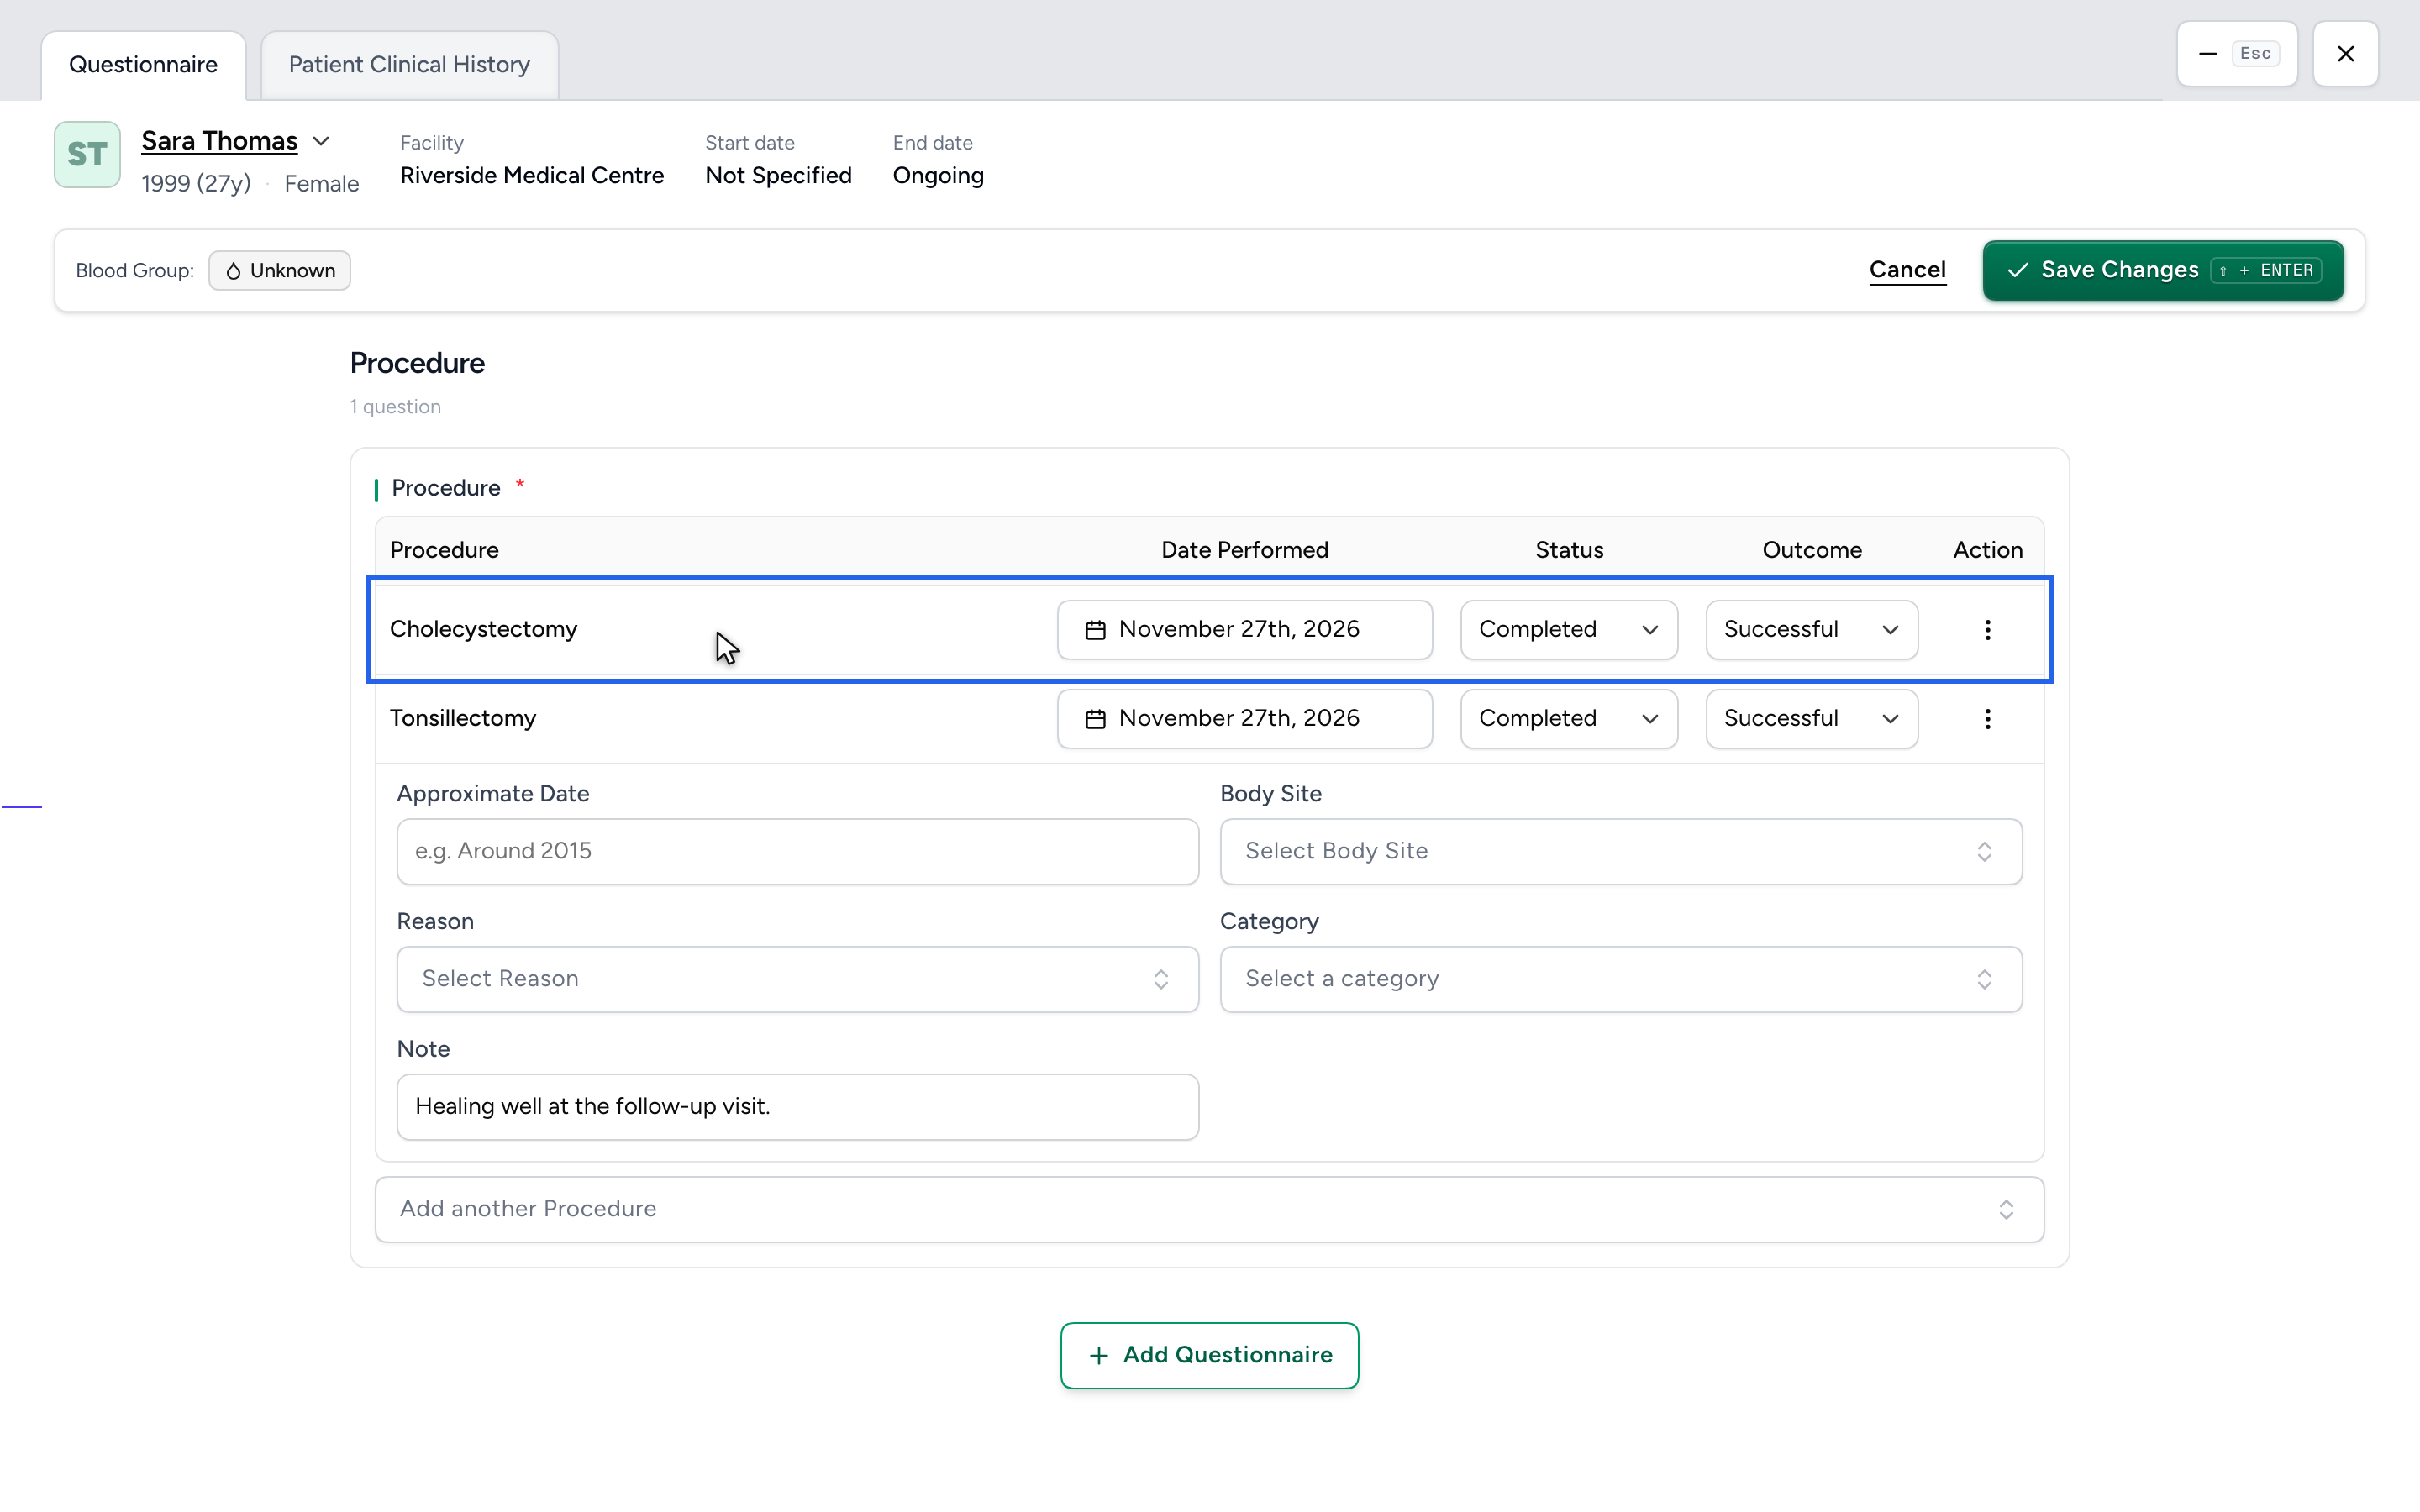 Questionnaire
Patient Clinical History
Esc
ST
Sara Thomas
1999 (27y) · Female
Facility
Riverside Medical Centre
Start date
Not Specified
End date
Ongoing
Blood Group: Unknown
Cancel
Save Changes ⇧ + ENTER
Procedure
1 question
Procedure *
Procedure Date Performed Status Outcome Action
Cholecystectomy November 27th, 2026 Completed Successful
Tonsillectomy November 27th, 2026 Completed Successful
Approximate Date
e.g. Around 2015
Body Site
Select Body Site
Reason
Select Reason
Category
Select a category
Note
Healing well at the follow-up visit.
Add another Procedure
+ Add Questionnaire